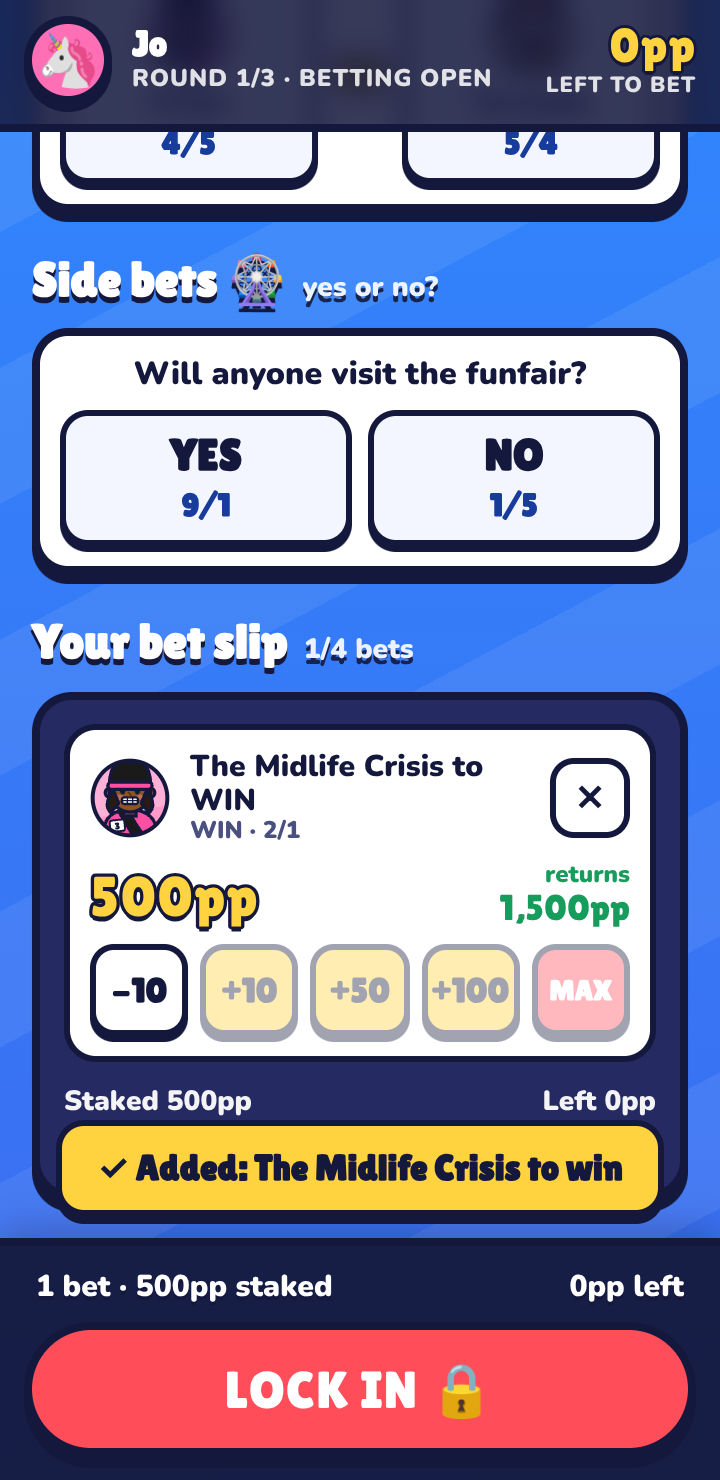 Jo
ROUND 1/3 · BETTING OPEN
0pp
LEFT TO BET
4/5
5/4
Side bets 🎡 yes or no?
Will anyone visit the funfair?
YES
9/1
NO
1/5
Your bet slip 1/4 bets
3
The Midlife Crisis to
WIN
WIN · 2/1
✕
500pp
returns
1,500pp
−10
+10
+50
+100
MAX
Staked 500pp
Left 0pp
✓ Added: The Midlife Crisis to win
1 bet · 500pp staked
0pp left
LOCK IN 🔒